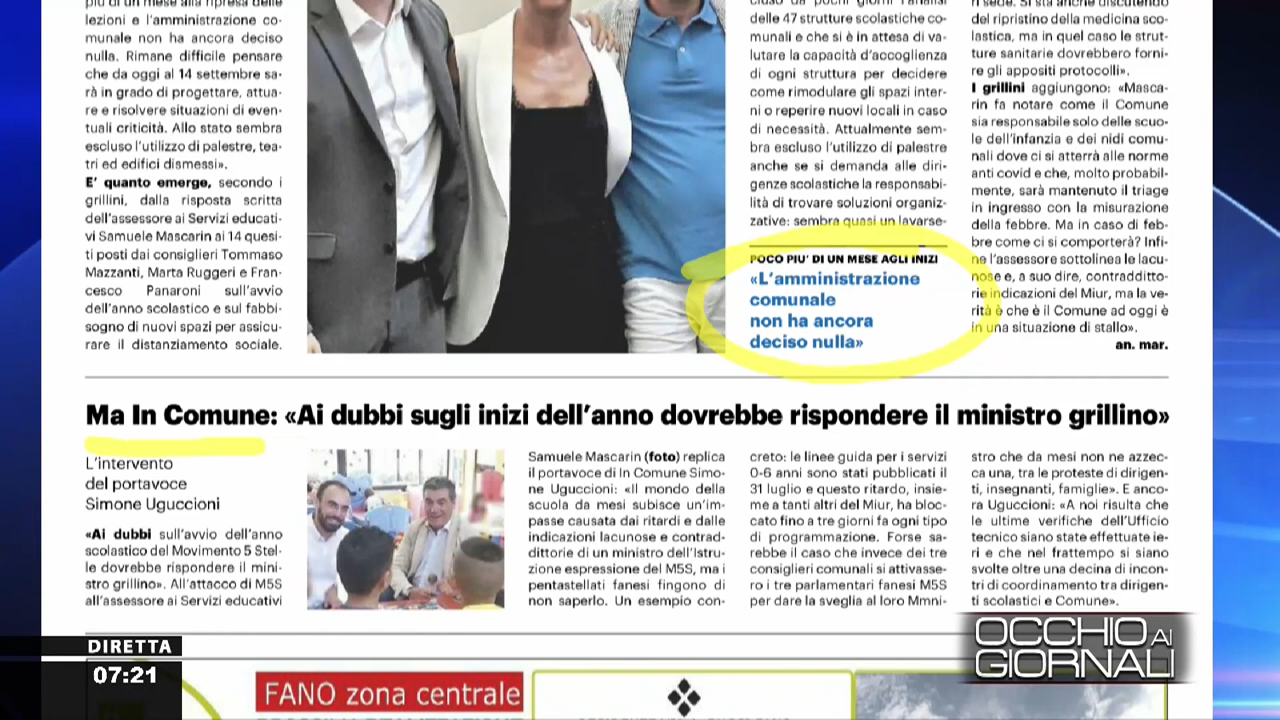 più di un mese alla ripresa delle
lezioni e l'amministrazione co-
munale non ha ancora deciso
nulla. Rimane difficile pensare
che da oggi al 14 settembre sa-
rà in grado di progettare, attua-
re e risolvere situazioni di even-
tuali criticità. Allo stato sembra
escluso l'utilizzo di palestre, tea-
tri ed edifici dismessi».
E' quanto emerge, secondo i
grillini, dalla risposta scritta
dell'assessore ai Servizi educati-
vi Samuele Mascarin ai 14 quesi-
ti posti dai consiglieri Tommaso
Mazzanti, Marta Ruggeri e Fran-
cesco Panaroni sull'avvio
dell'anno scolastico e sul fabbi-
sogno di nuovi spazi per assicu-
rare il distanziamento sociale.
cluso da pochi giorni l'analisi
delle 47 strutture scolastiche co-
munali e che si è in attesa di va-
lutare la capacità d'accoglienza
di ogni struttura per decidere
come rimodulare gli spazi inter-
ni o reperire nuovi locali in caso
di necessità. Attualmente sem-
bra escluso l'utilizzo di palestre
anche se si demanda alle diri-
genze scolastiche la responsabi-
lità di trovare soluzioni organiz-
zative: sembra quasi un lavarse-
POCO PIU' DI UN MESE AGLI INIZI
«L'amministrazione
comunale
non ha ancora
deciso nulla»
n sede. Si sta anche discutendo
del ripristino della medicina sco-
lastica, ma in quel caso le strut-
ture sanitarie dovrebbero forni-
re gli appositi protocolli».
I grillini aggiungono: «Masca-
rin fa notare come il Comune
sia responsabile solo delle scuo-
le dell'infanzia e dei nidi comu-
nali dove ci si atterrà alle norme
anti covid e che, molto probabil-
mente, sarà mantenuto il triage
in ingresso con la misurazione
della febbre. Ma in caso di feb-
bre come ci si comporterà? Infi-
ne l'assessore sottolinea le lacu-
nose e, a suo dire, contraddito-
rie indicazioni del Miur, ma la ve-
rità è che è il Comune ad oggi è
in una situazione di stallo».
an. mar.
Ma In Comune: «Ai dubbi sugli inizi dell'anno dovrebbe rispondere il ministro grillino»
L'intervento
del portavoce
Simone Uguccioni
«Ai dubbi sull'avvio dell'anno
scolastico del Movimento 5 Stel-
le dovrebbe rispondere il mini-
stro grillino». All'attacco di M5S
all'assessore ai Servizi educativi
Samuele Mascarin (foto) replica
il portavoce di In Comune Simo-
ne Uguccioni: «Il mondo della
scuola da mesi subisce un'im-
passe causata dai ritardi e dalle
indicazioni lacunose e contrad-
dittorie di un ministro dell'Istru-
zione espressione del M5S, ma i
pentastellati fanesi fingono di
non saperlo. Un esempio con-
creto: le linee guida per i servizi
0-6 anni sono stati pubblicati il
31 luglio e questo ritardo, insie-
me a tanti altri del Miur, ha bloc-
cato fino a tre giorni fa ogni tipo
di programmazione. Forse sa-
rebbe il caso che invece dei tre
consiglieri comunali si attivasse-
ro i tre parlamentari fanesi M5S
per dare la sveglia al loro Mmni-
stro che da mesi non ne azzec-
ca una, tra le proteste di dirigen-
ti, insegnanti, famiglie». E anco-
ra Uguccioni: «A noi risulta che
le ultime verifiche dell'Ufficio
tecnico siano state effettuate ie-
ri e che nel frattempo si siano
svolte oltre una decina di incon-
tri di coordinamento tra dirigen-
ti scolastici e Comune».
OCCHIO AI
GIORNALI
DIRETTA
07:21
FANO zona centrale